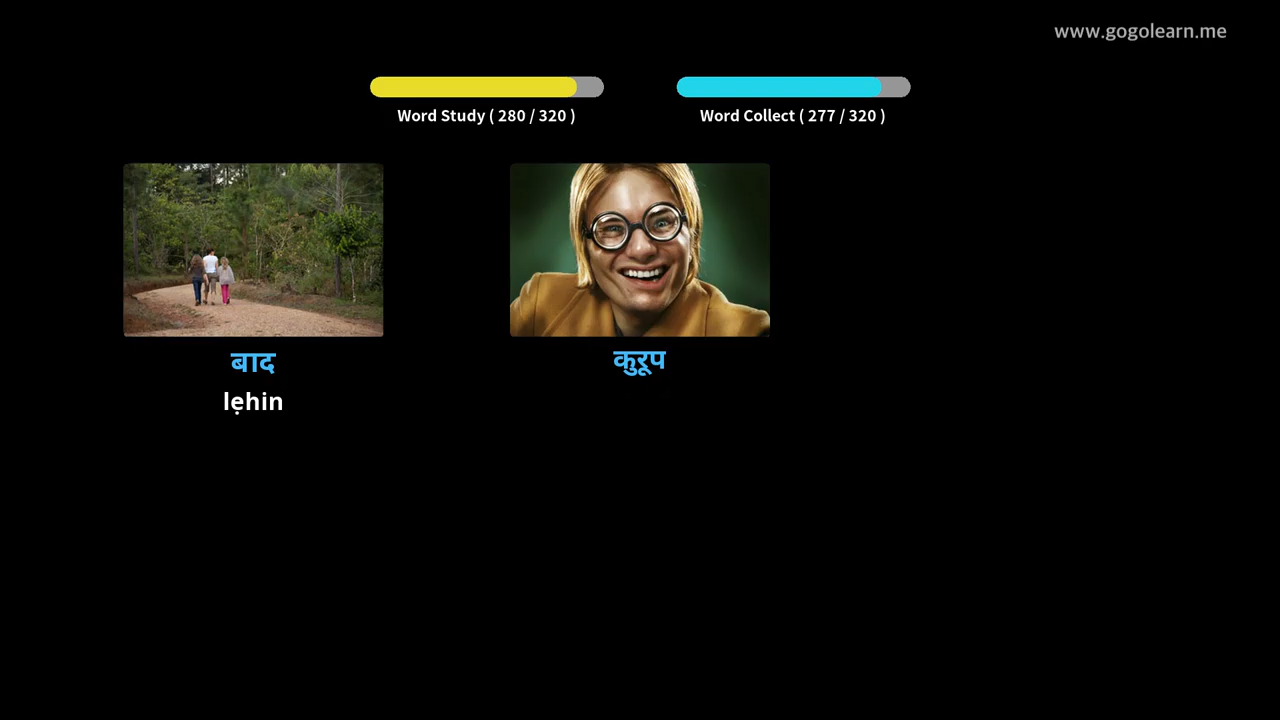 www.gogolearn.me
Word Study ( 280 / 320 )
Word Collect ( 277 / 320 )
बाद
lẹhin
कुरूप